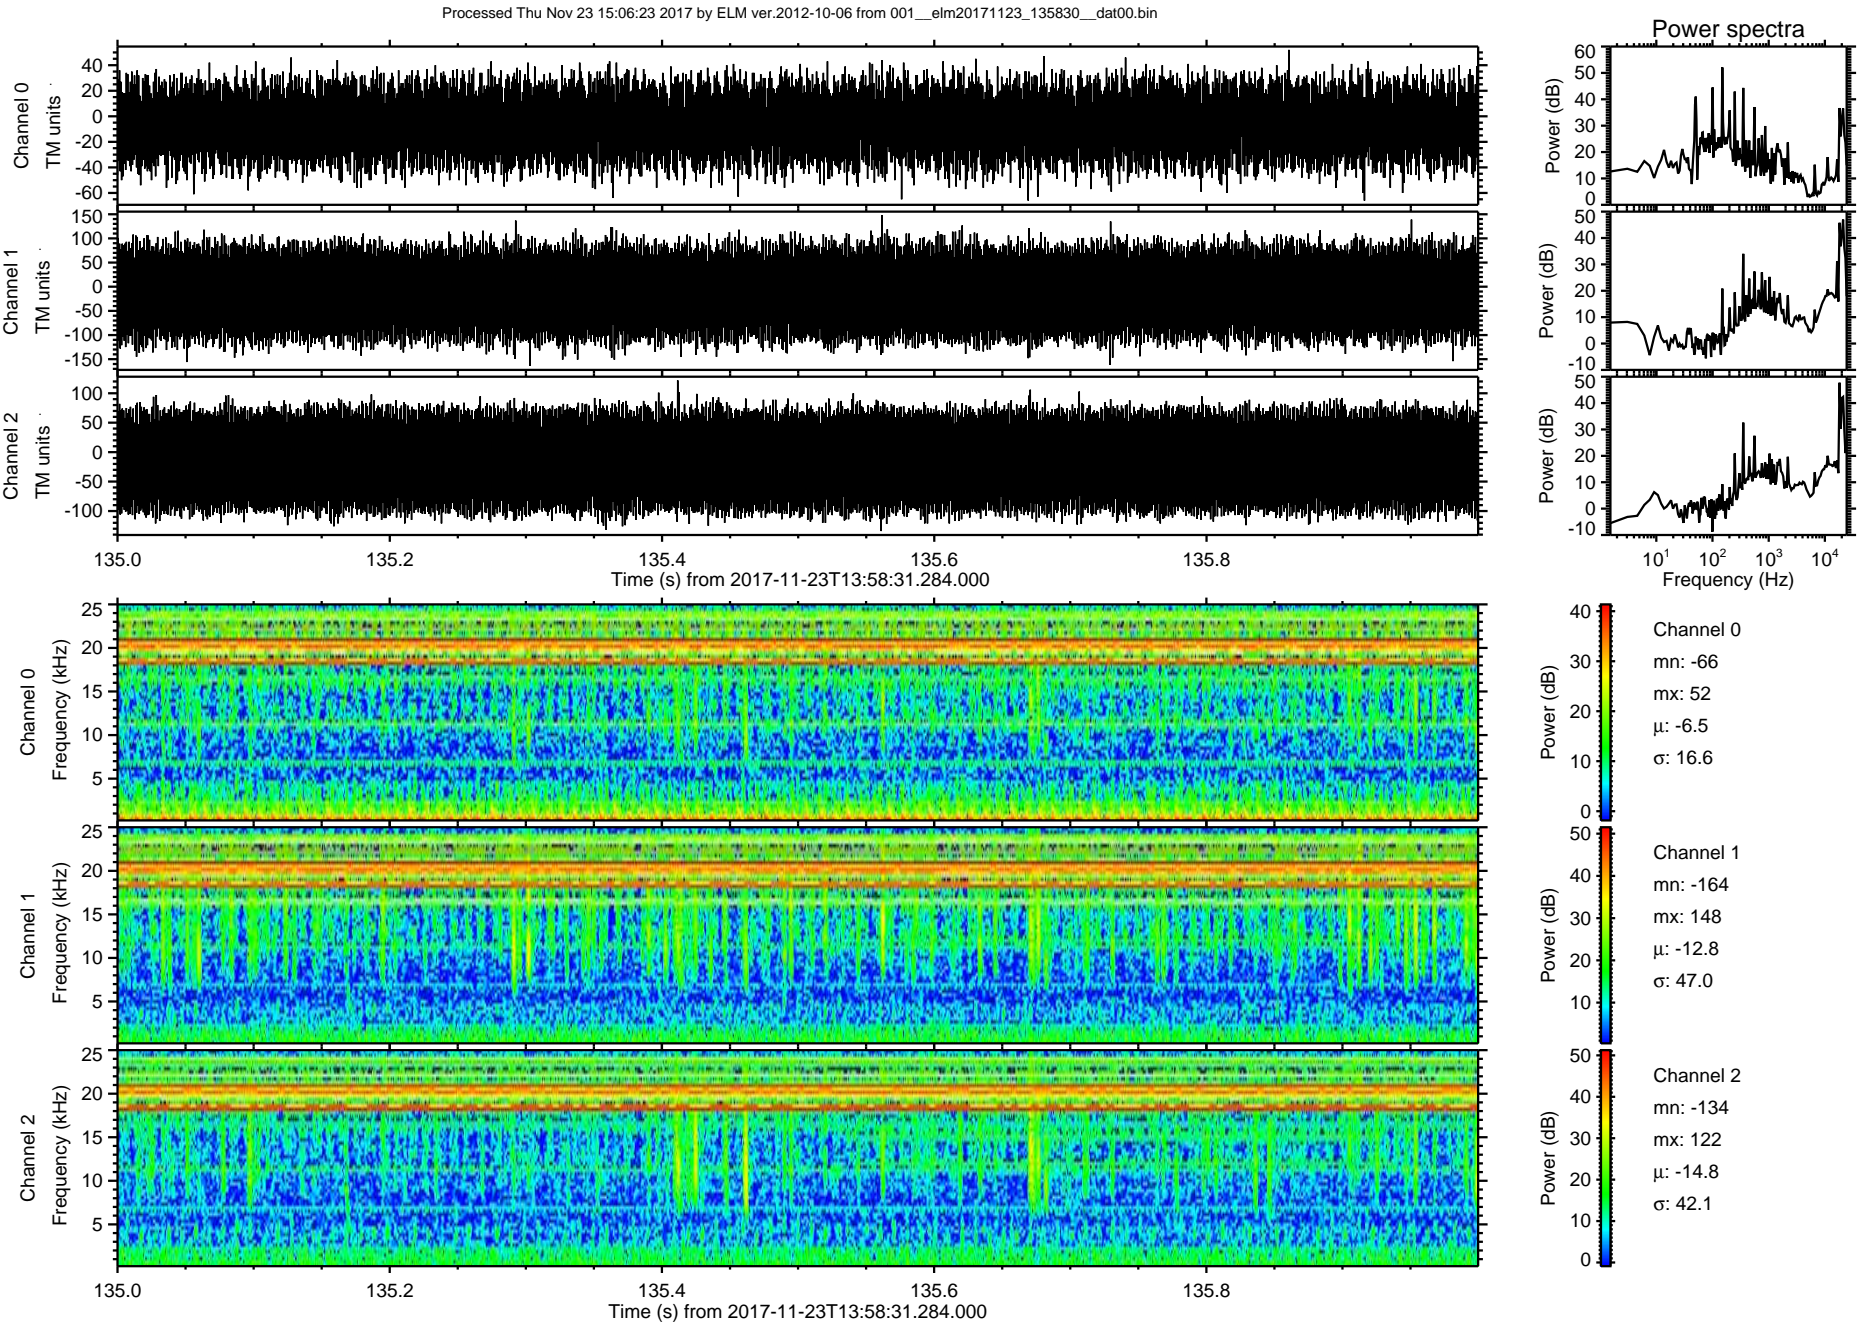 Processed Thu Nov 23 15:06:23 2017 by ELM ver.2012-10-06 from 001__elm20171123_135830__dat00.bin
Power spectra
Channel 0
TM units
40
20
0
-20
-40
-60
Power (dB)
60
50
40
30
20
10
0
Channel 1
TM units
150
100
50
0
-50
-100
-150
Power (dB)
50
40
30
20
10
0
-10
Channel 2
TM units
100
50
0
-50
-100
Power (dB)
50
40
30
20
10
0
-10
135.0 135.2 135.4 135.6 135.8
Time (s) from 2017-11-23T13:58:31.284.000
10^1 10^2 10^3 10^4
Frequency (Hz)
Channel 0
Frequency (kHz)
25
20
15
10
5
Power (dB)
40
30
20
10
0
Channel 0
mn: -66
mx: 52
μ: -6.5
σ: 16.6
Channel 1
Frequency (kHz)
25
20
15
10
5
Power (dB)
50
40
30
20
10
Channel 1
mn: -164
mx: 148
μ: -12.8
σ: 47.0
Channel 2
Frequency (kHz)
25
20
15
10
5
Power (dB)
50
40
30
20
10
0
Channel 2
mn: -134
mx: 122
μ: -14.8
σ: 42.1
135.0 135.2 135.4 135.6 135.8
Time (s) from 2017-11-23T13:58:31.284.000